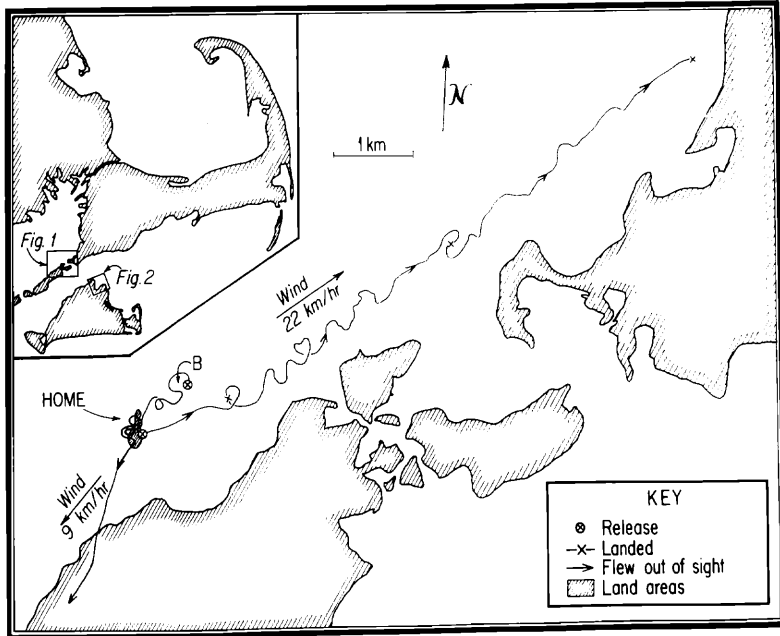 Fig. 1
Fig. 2
N
1 km
Wind
22 km/hr
B
HOME
Wind
9 km/hr
KEY
Release
Landed
Flew out of sight
Land areas